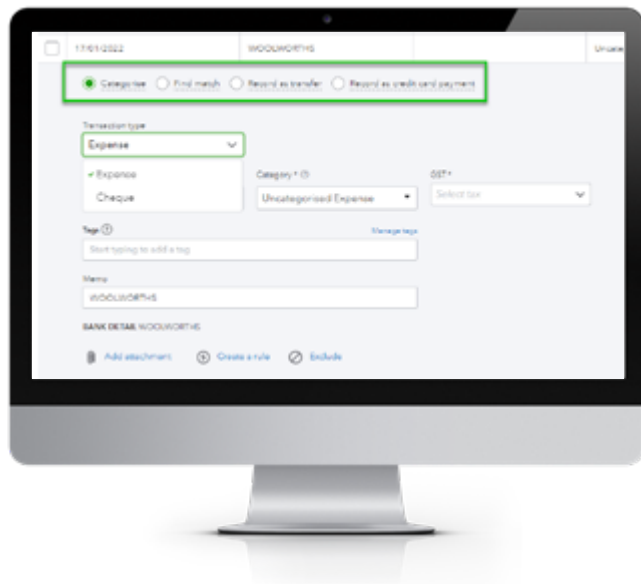 17/01/2022 WOOLWORTHS Uncate
Categorise Find match Record as transfer Record as credit card payment
Transaction type
Expense
Expense
Cheque
Category * GST *
Uncategorised Expense Select tax
Tags Manage tags
Start typing to add a tag
Memo
WOOLWORTHS
BANK DETAIL WOOLWORTHS
Add attachment Create a rule Exclude